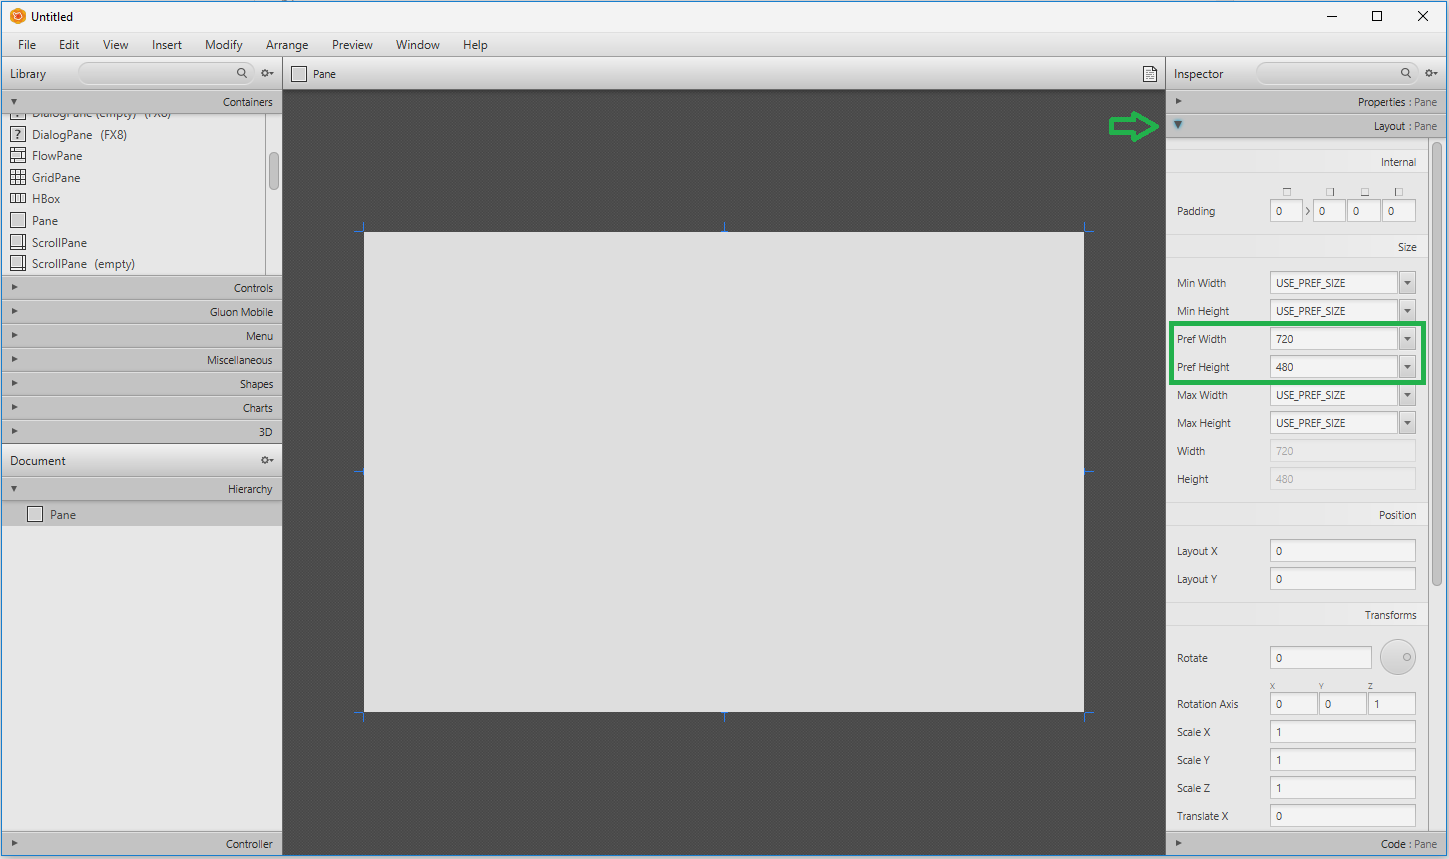 Untitled
File Edit View Insert Modify Arrange Preview Window Help
Library
Containers
DialogPane (empty) (FX8)
DialogPane (FX8)
FlowPane
GridPane
HBox
Pane
ScrollPane
ScrollPane (empty)
Controls
Gluon Mobile
Menu
Miscellaneous
Shapes
Charts
3D
Document
Hierarchy
Pane
Controller
Pane
Inspector
Properties : Pane
Layout : Pane
Internal
Padding 0 0 0 0
Size
Min Width USE_PREF_SIZE
Min Height USE_PREF_SIZE
Pref Width 720
Pref Height 480
Max Width USE_PREF_SIZE
Max Height USE_PREF_SIZE
Width 720
Height 480
Position
Layout X 0
Layout Y 0
Transforms
Rotate 0
X Y Z
Rotation Axis 0 0 1
Scale X 1
Scale Y 1
Scale Z 1
Translate X 0
Code : Pane